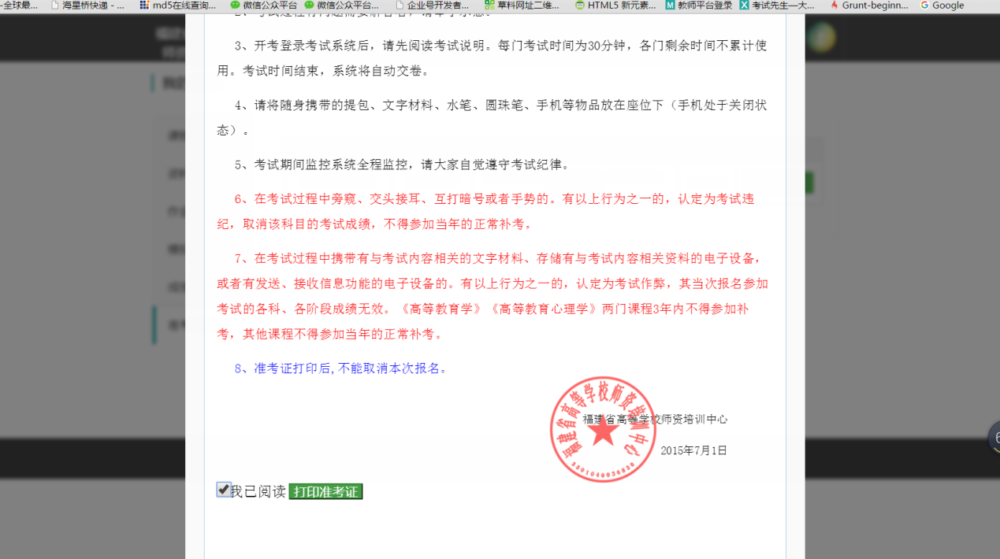 -全球最... 海星桥快递 - ... md5在线查询... 微信公众平台 微信公众平台... 企业号开发者... 草料网址二维... HTML5 新元素... 教师平台登录 考试先生—大... Grunt-beginn... Google
3、开考登录考试系统后，请先阅读考试说明。每门考试时间为30分钟，各门剩余时间不累计使
用。考试时间结束，系统将自动交卷。
4、请将随身携带的提包、文字材料、水笔、圆珠笔、手机等物品放在座位下（手机处于关闭状
态）。
5、考试期间监控系统全程监控，请大家自觉遵守考试纪律。
6、在考试过程中旁窥、交头接耳、互打暗号或者手势的。有以上行为之一的，认定为考试违
纪，取消该科目的考试成绩，不得参加当年的正常补考。
7、在考试过程中携带有与考试内容相关的文字材料、存储有与考试内容相关资料的电子设备，
或者有发送、接收信息功能的电子设备的。有以上行为之一的，认定为考试作弊，其当次报名参加
考试的各科、各阶段成绩无效。《高等教育学》《高等教育心理学》两门课程3年内不得参加补
考，其他课程不得参加当年的正常补考。
8、准考证打印后,不能取消本次报名。
福建省高等学校师资培训中心
福建省高等学校师资培训中心
2015年7月1日
我已阅读 打印准考证